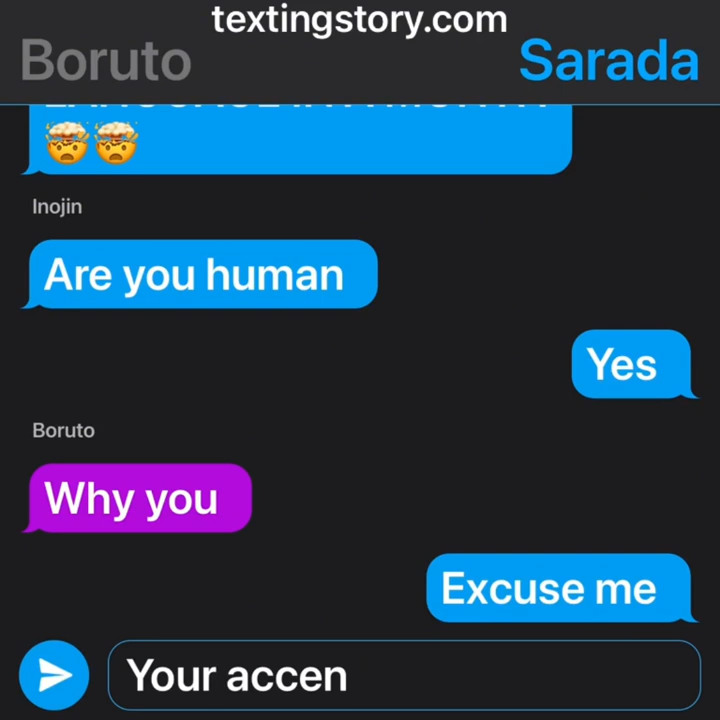 textingstory.com
Boruto
Sarada
🤯🤯
Inojin
Are you human
Yes
Boruto
Why you
Excuse me
Your accen